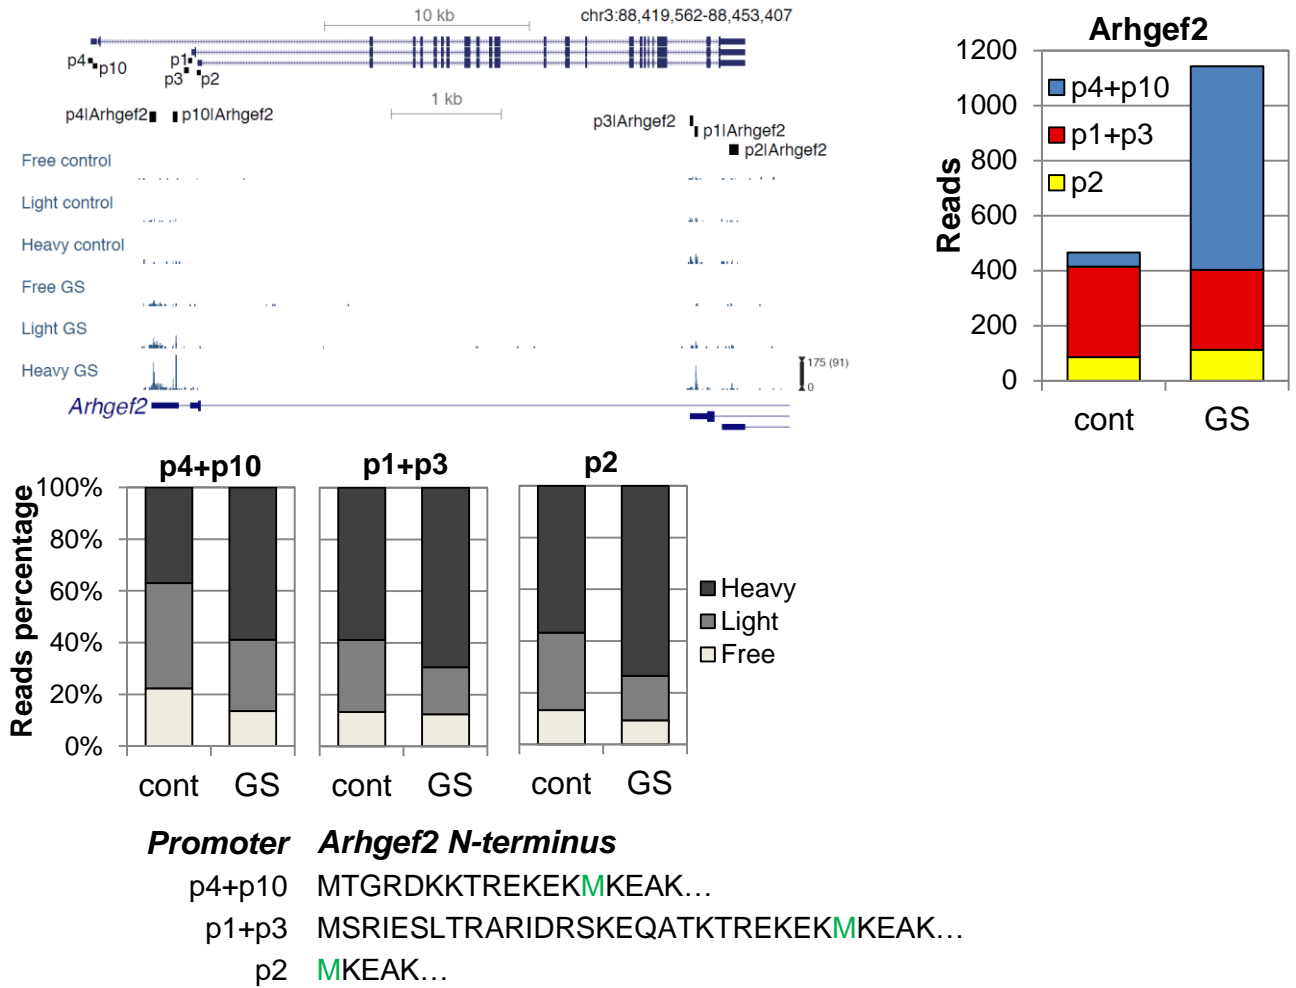 10 kb
chr3:88,419,562-88,453,407
p4
p10
p1
p3
p2
1 kb
p4|Arhgef2
p10|Arhgef2
p3|Arhgef2
p1|Arhgef2
p2|Arhgef2
Free control
Light control
Heavy control
Free GS
Light GS
Heavy GS
175 (91)
0
Arhgef2
Arhgef2
Reads
1200
1000
800
600
400
200
0
p4+p10
p1+p3
p2
cont
GS
p4+p10
p1+p3
p2
Reads percentage
100%
80%
60%
40%
20%
0%
cont
GS
cont
GS
cont
GS
Heavy
Light
Free
Promoter Arhgef2 N-terminus
p4+p10 MTGRDKKTREKEKMKEAK…
p1+p3 MSRIESLTRARIDRSKEQATKTREKEKMKEAK…
p2 MKEAK…